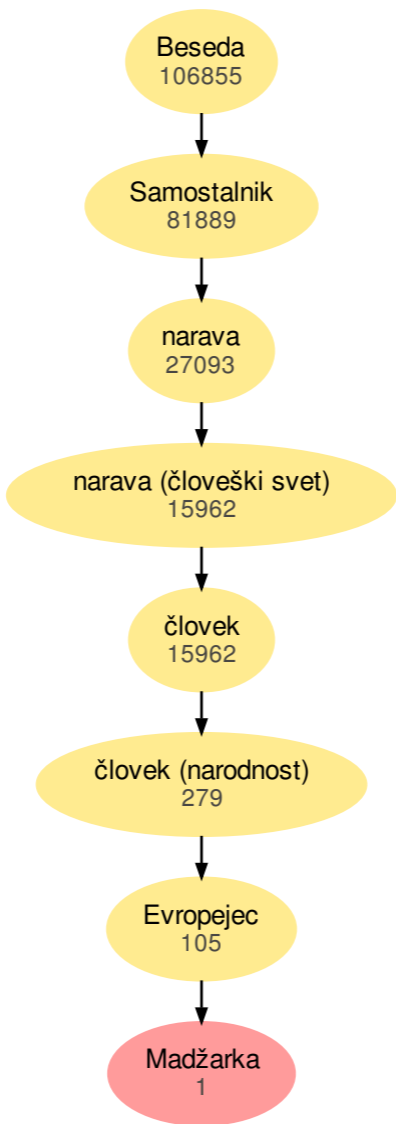 Beseda
106855
Samostalnik
81889
narava
27093
narava (človeški svet)
15962
človek
15962
človek (narodnost)
279
Evropejec
105
Madžarka
1